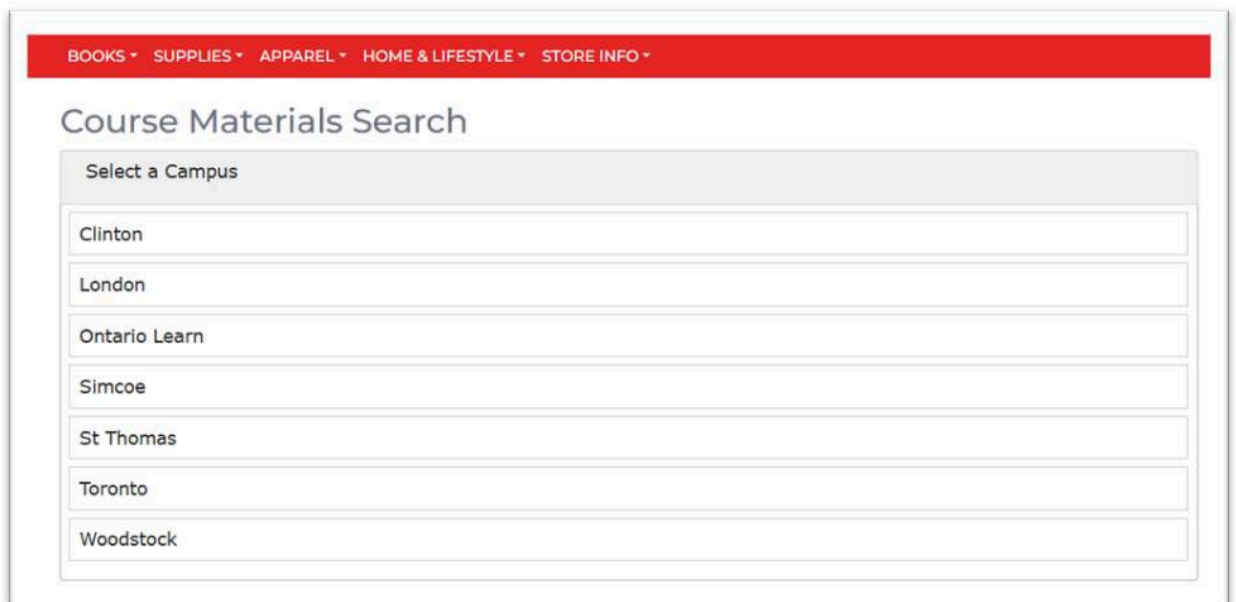 BOOKS SUPPLIES APPAREL HOME & LIFESTYLE STORE INFO
Course Materials Search
Select a Campus
Clinton
London
Ontario Learn
Simcoe
St Thomas
Toronto
Woodstock